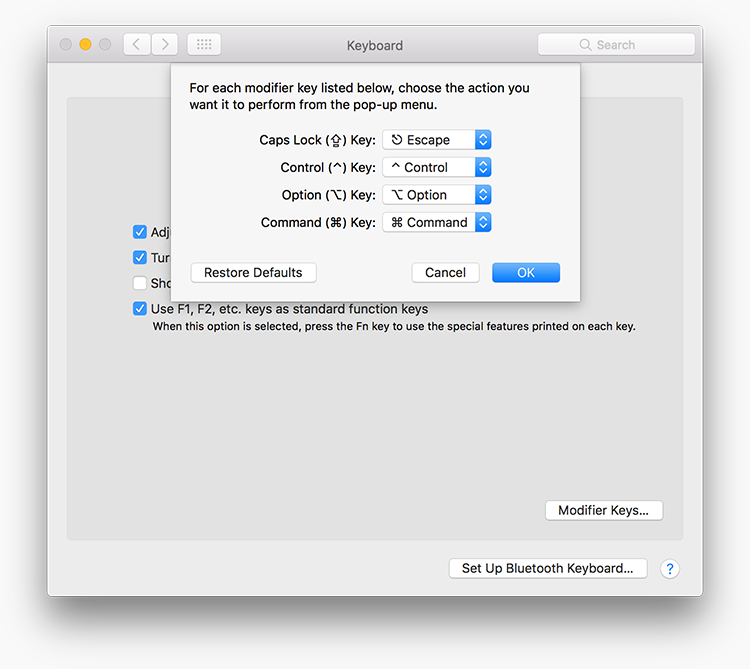 Keyboard
Search
For each modifier key listed below, choose the action you
want it to perform from the pop-up menu.
Caps Lock (⇪) Key: ⎋ Escape
Control (^) Key: ^ Control
Option (⌥) Key: ⌥ Option
Command (⌘) Key: ⌘ Command
Restore Defaults
Cancel
OK
Use F1, F2, etc. keys as standard function keys
When this option is selected, press the Fn key to use the special features printed on each key.
Modifier Keys...
Set Up Bluetooth Keyboard...
?